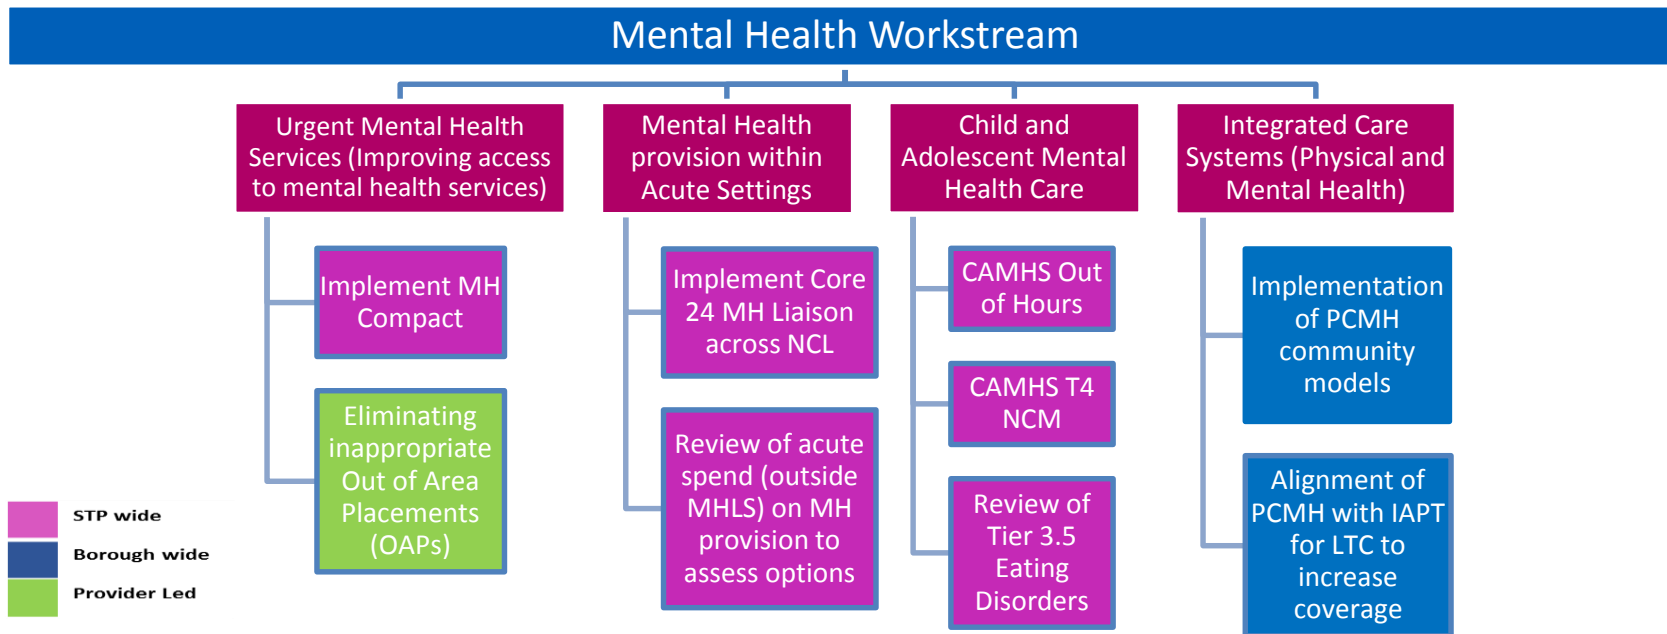 Mental Health Workstream
Urgent Mental Health
Services (Improving access
to mental health services)
Mental Health
provision within
Acute Settings
Child and
Adolescent Mental
Health Care
Integrated Care
Systems (Physical and
Mental Health)
Implement MH
Compact
Eliminating
inappropriate
Out of Area
Placements
(OAPs)
Implement Core
24 MH Liaison
across NCL
Review of acute
spend (outside
MHLS) on MH
provision to
assess options
CAMHS Out
of Hours
CAMHS T4
NCM
Review of
Tier 3.5
Eating
Disorders
Implementation
of PCMH
community
models
Alignment of
PCMH with IAPT
for LTC to
increase
coverage
STP wide
Borough wide
Provider Led